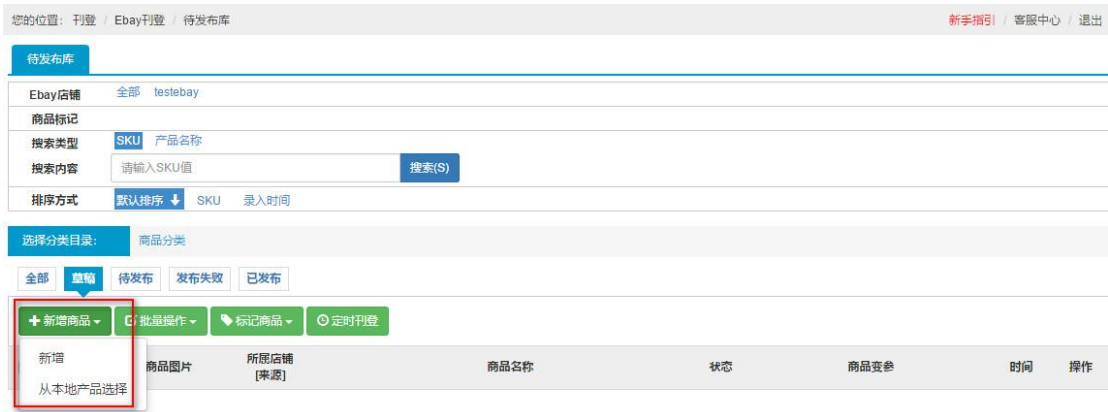 您的位置: 刊登 / Ebay刊登 / 待发布库 新手指引 / 客服中心 / 退出
待发布库
Ebay店铺 全部 testebay
商品标记
搜索类型 SKU 产品名称
搜索内容 请输入SKU值 搜索(S)
排序方式 默认排序 SKU 录入时间
选择分类目录: 商品分类
全部 草稿 待发布 发布失败 已发布
新增商品 批量操作 标记商品 定时刊登
商品图片 所属店铺 商品名称 状态 商品变参 时间 操作
[来源]
新增
从本地产品选择